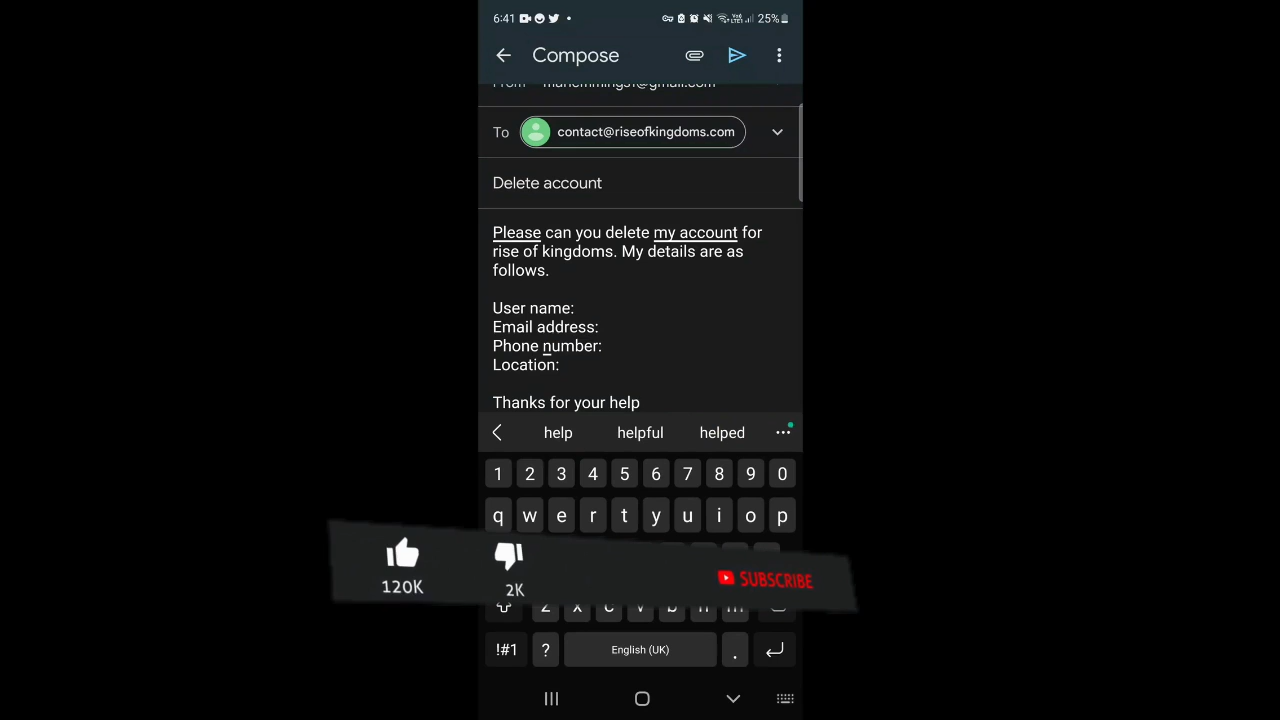 6:41 25%
Compose
To contact@riseofkingdoms.com
Delete account
Please can you delete my account for
rise of kingdoms. My details are as
follows.
User name:
Email address:
Phone number:
Location:
Thanks for your help
help helpful helped
1 2 3 4 5 6 7 8 9 0
q w e r t y u i o p
120K 2K SUBSCRIBE
z x c v b n m
!#1 ? English (UK) .